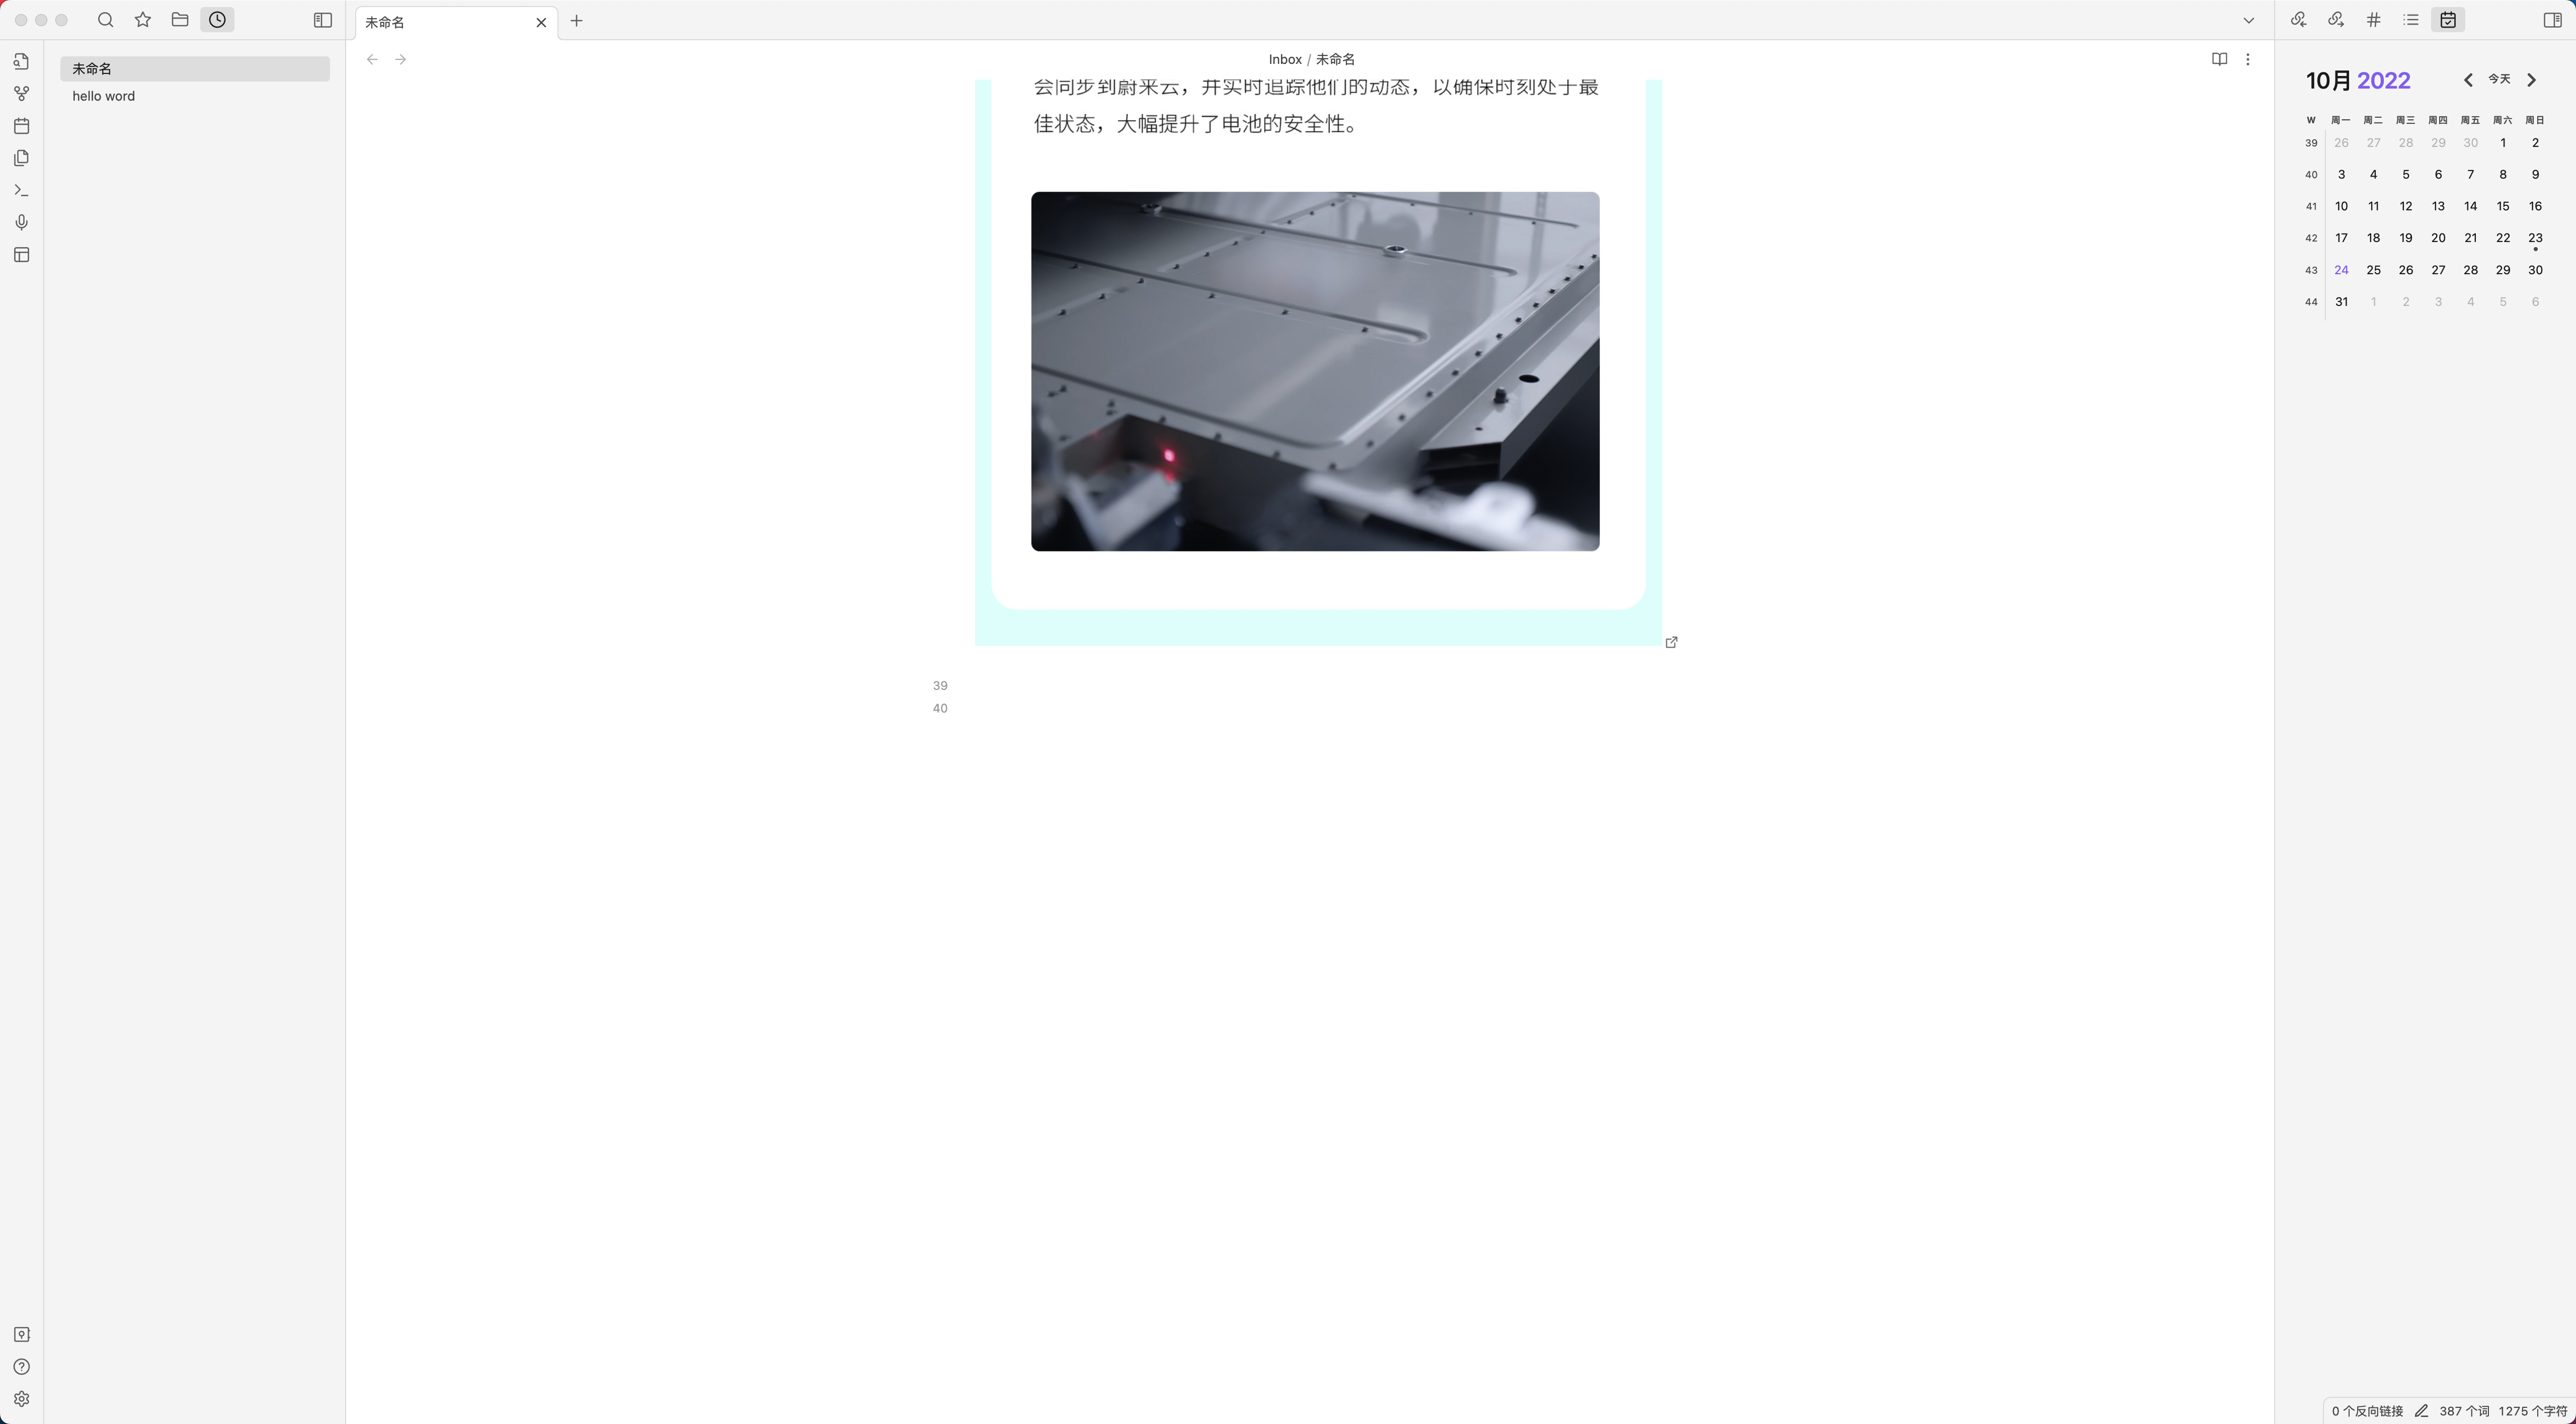 未命名
Inbox / 未命名
未命名
hello word
会同步到蔚来云，并实时追踪他们的动态，以确保时刻处于最
佳状态，大幅提升了电池的安全性。
39
40
10月 2022
今天
W 周一 周二 周三 周四 周五 周六 周日
39 26 27 28 29 30 1 2
40 3 4 5 6 7 8 9
41 10 11 12 13 14 15 16
42 17 18 19 20 21 22 23
43 24 25 26 27 28 29 30
44 31 1 2 3 4 5 6
0 个反向链接 387 个词 1275 个字符